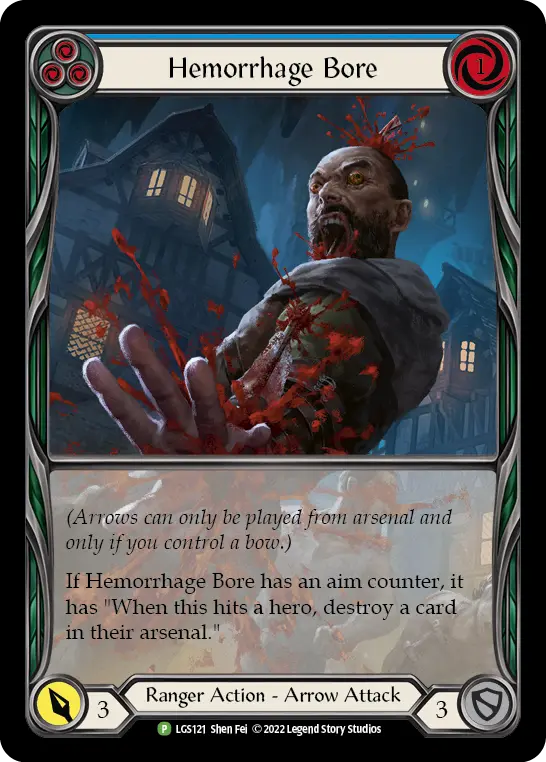 Hemorrhage Bore
1
(Arrows can only be played from arsenal and
only if you control a bow.)
If Hemorrhage Bore has an aim counter, it
has "When this hits a hero, destroy a card
in their arsenal."
3
Ranger Action - Arrow Attack
3
P LGS121 Shen Fei © 2022 Legend Story Studios